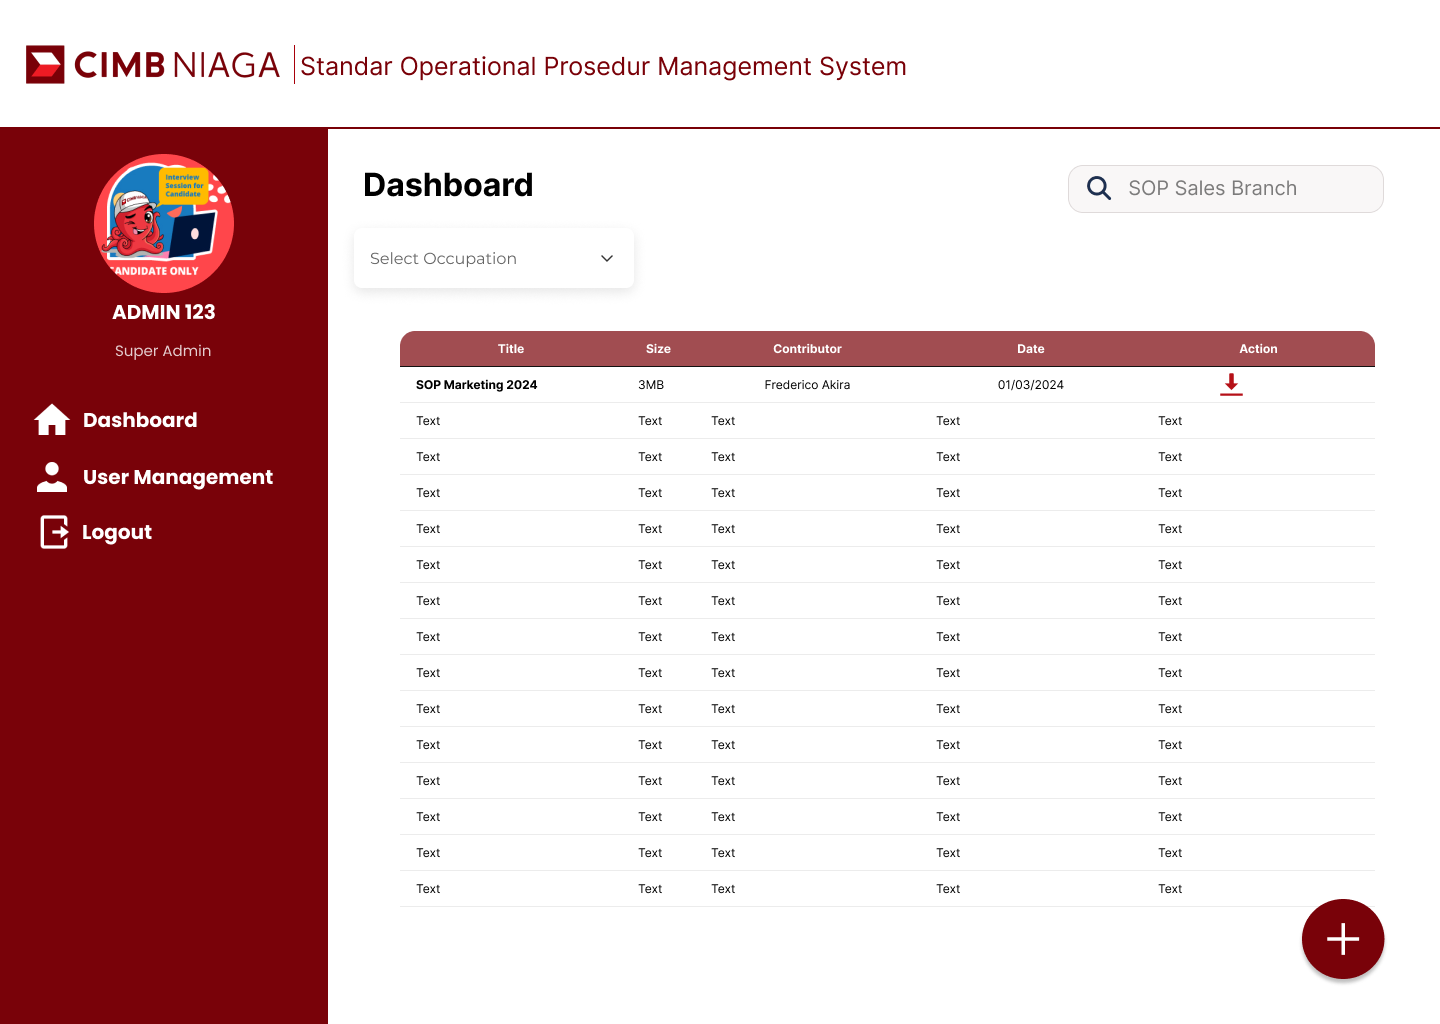 CIMB NIAGA
Standar Operational Prosedur Management System
Interview
Session for
Candidate
CIMB NIAGA
CANDIDATE ONLY
ADMIN 123
Super Admin
Dashboard
User Management
Logout
Dashboard
SOP Sales Branch
Select Occupation
Title Size Contributor Date Action
SOP Marketing 2024 3MB Frederico Akira 01/03/2024
Text Text Text Text Text
Text Text Text Text Text
Text Text Text Text Text
Text Text Text Text Text
Text Text Text Text Text
Text Text Text Text Text
Text Text Text Text Text
Text Text Text Text Text
Text Text Text Text Text
Text Text Text Text Text
Text Text Text Text Text
Text Text Text Text Text
Text Text Text Text Text
Text Text Text Text Text